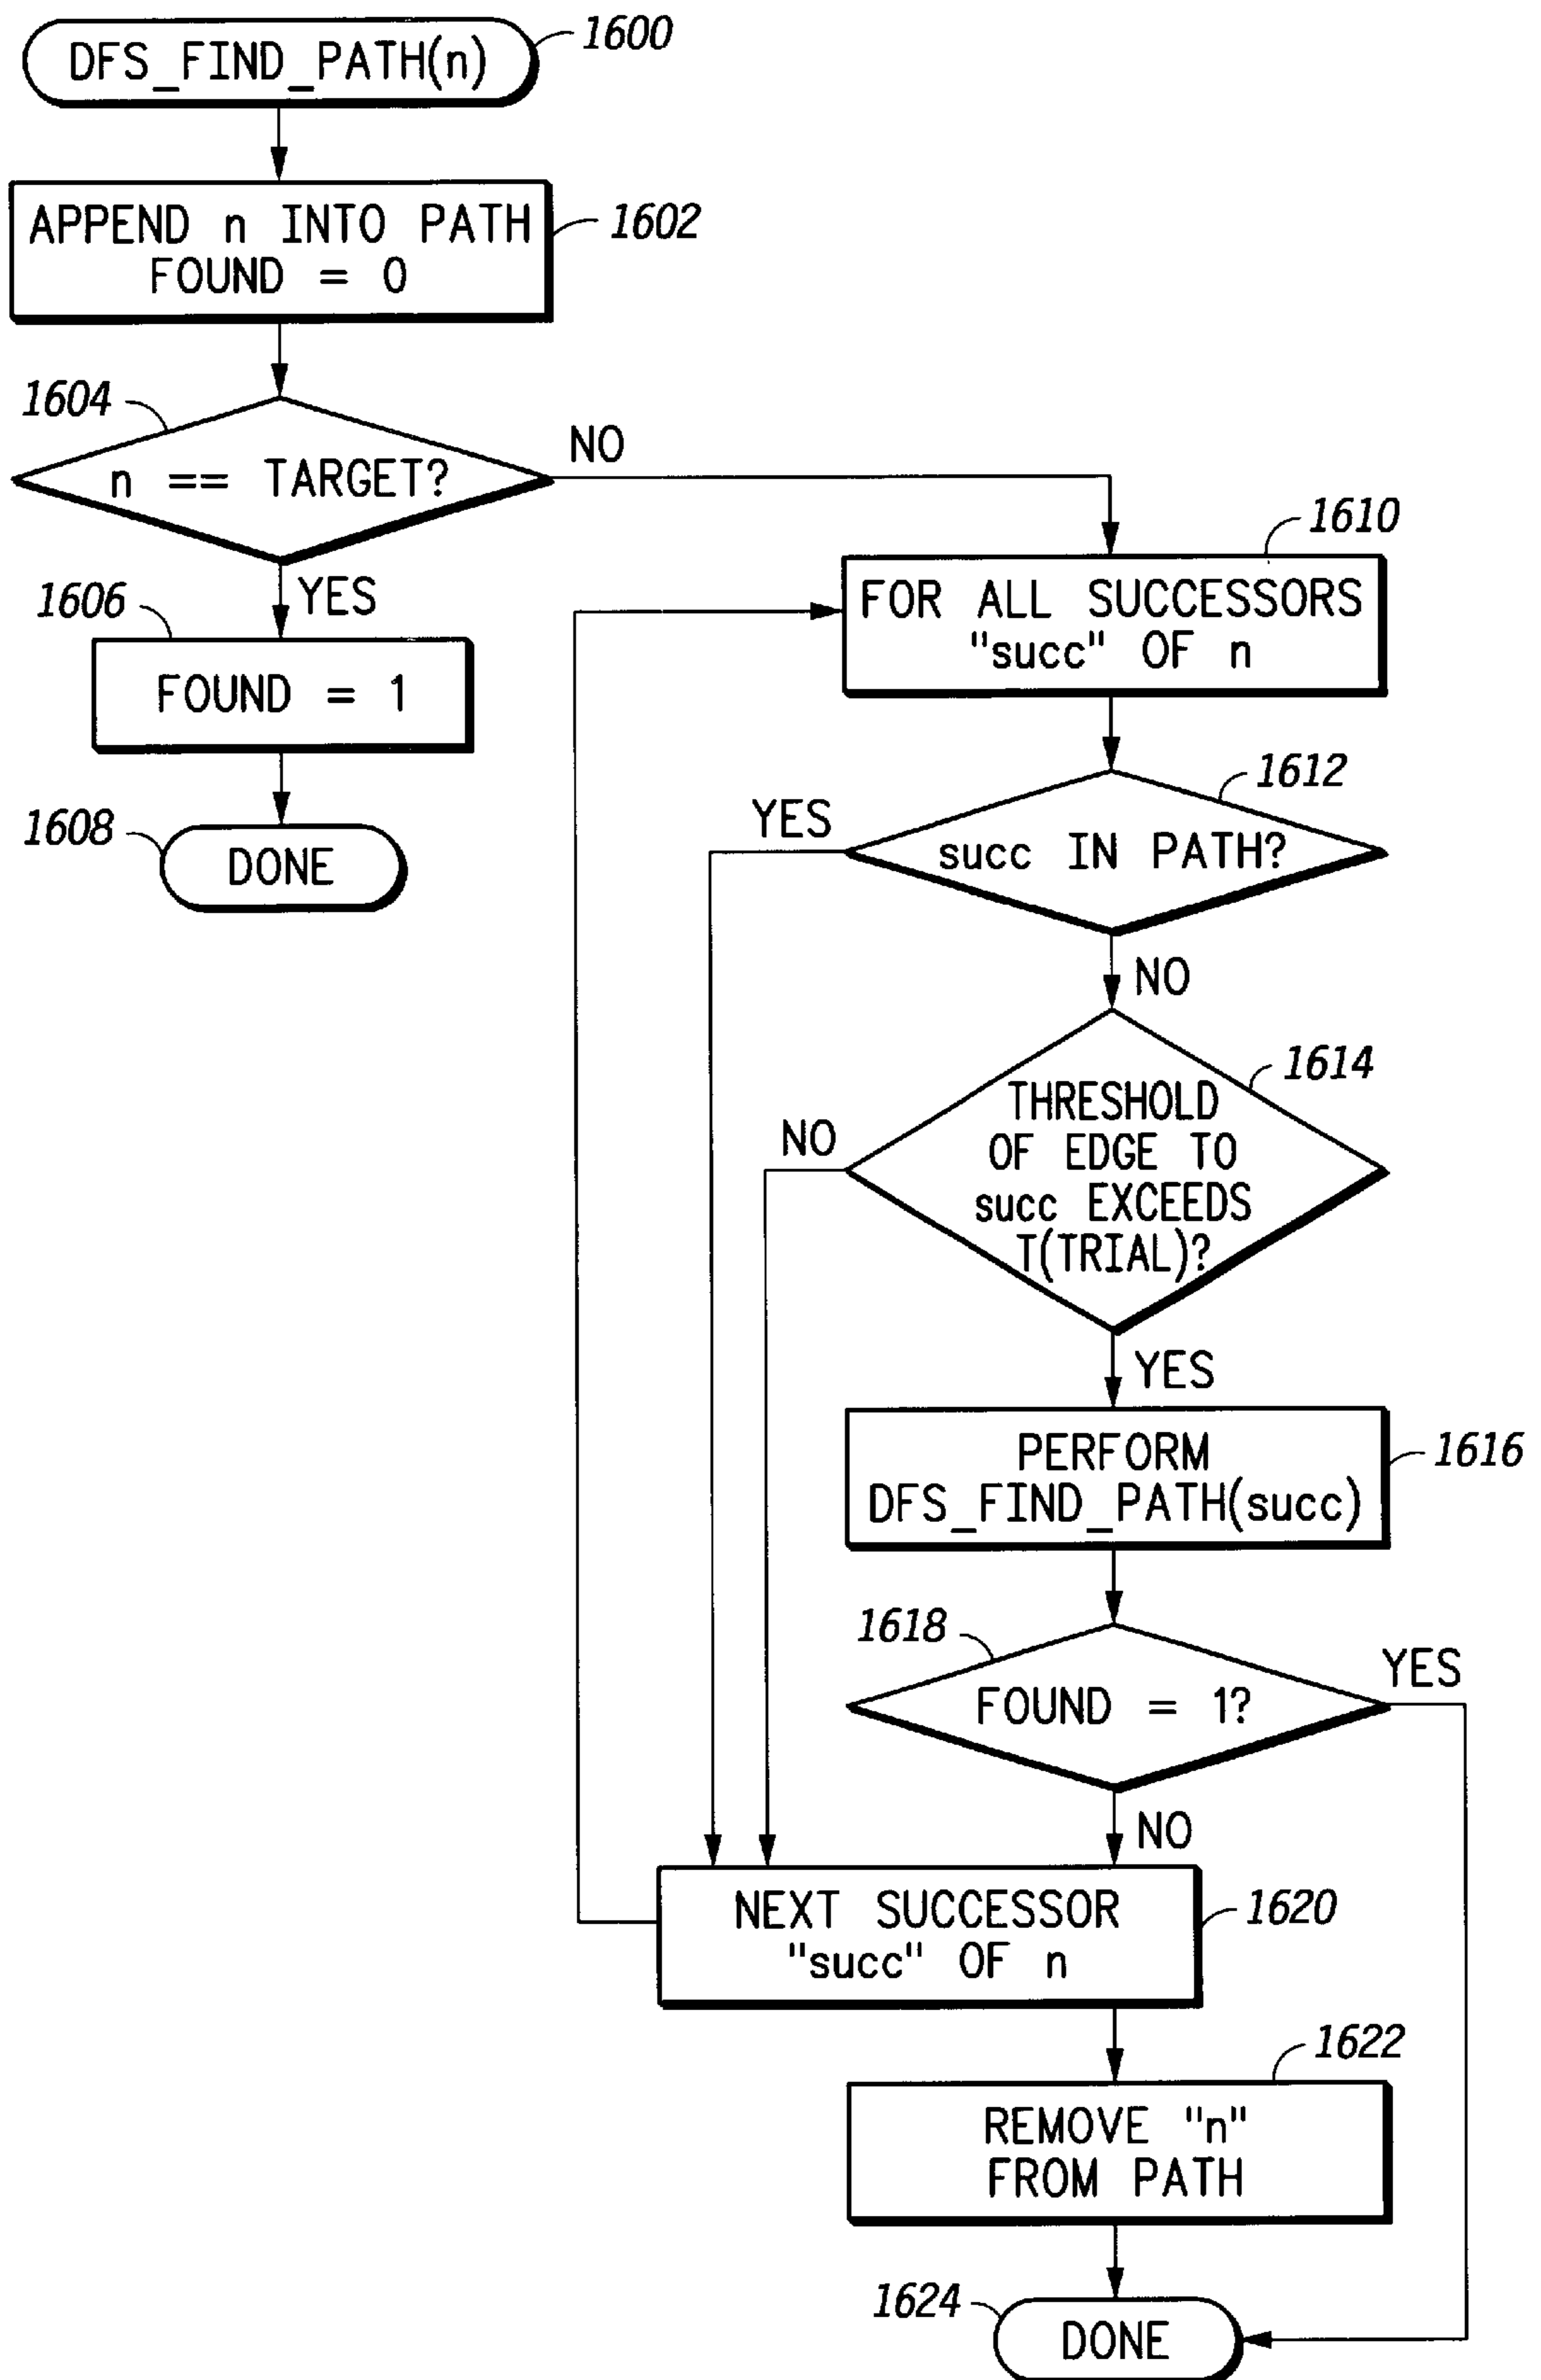 DFS_FIND_PATH(n)
1600
APPEND n INTO PATH
FOUND = 0
1602
1604
n == TARGET?
NO
YES
1606
FOUND = 1
1608
DONE
1610
FOR ALL SUCCESSORS
"succ" OF n
1612
YES
succ IN PATH?
NO
1614
THRESHOLD
OF EDGE TO
succ EXCEEDS
T(TRIAL)?
NO
YES
PERFORM
DFS_FIND_PATH(succ)
1616
1618
FOUND = 1?
YES
NO
NEXT SUCCESSOR
"succ" OF n
1620
1622
REMOVE "n"
FROM PATH
1624
DONE